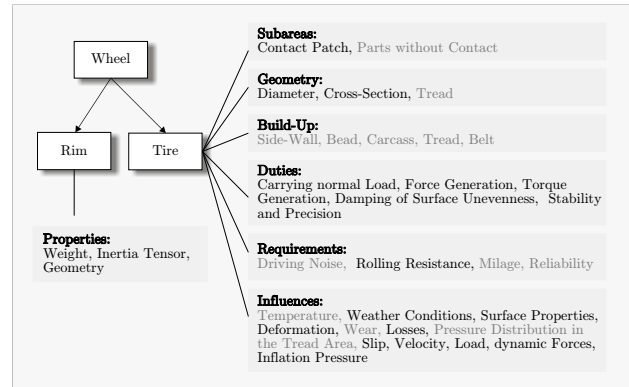 Wheel
Rim
Tire
Properties:
Weight, Inertia Tensor,
Geometry
Subareas:
Contact Patch, Parts without Contact
Geometry:
Diameter, Cross-Section, Tread
Build-Up:
Side-Wall, Bead, Carcass, Tread, Belt
Duties:
Carrying normal Load, Force Generation, Torque
Generation, Damping of Surface Unevenness, Stability
and Precision
Requirements:
Driving Noise, Rolling Resistance, Milage, Reliability
Influences:
Temperature, Weather Conditions, Surface Properties,
Deformation, Wear, Losses, Pressure Distribution in
the Tread Area, Slip, Velocity, Load, dynamic Forces,
Inflation Pressure